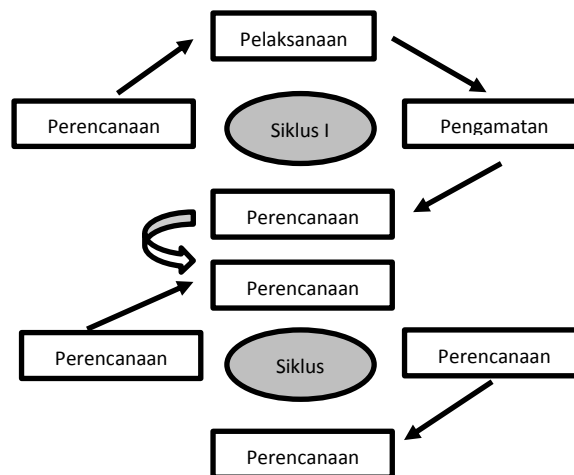 Pelaksanaan
Perencanaan
Siklus I
Pengamatan
Perencanaan
Perencanaan
Perencanaan
Siklus
Perencanaan
Perencanaan